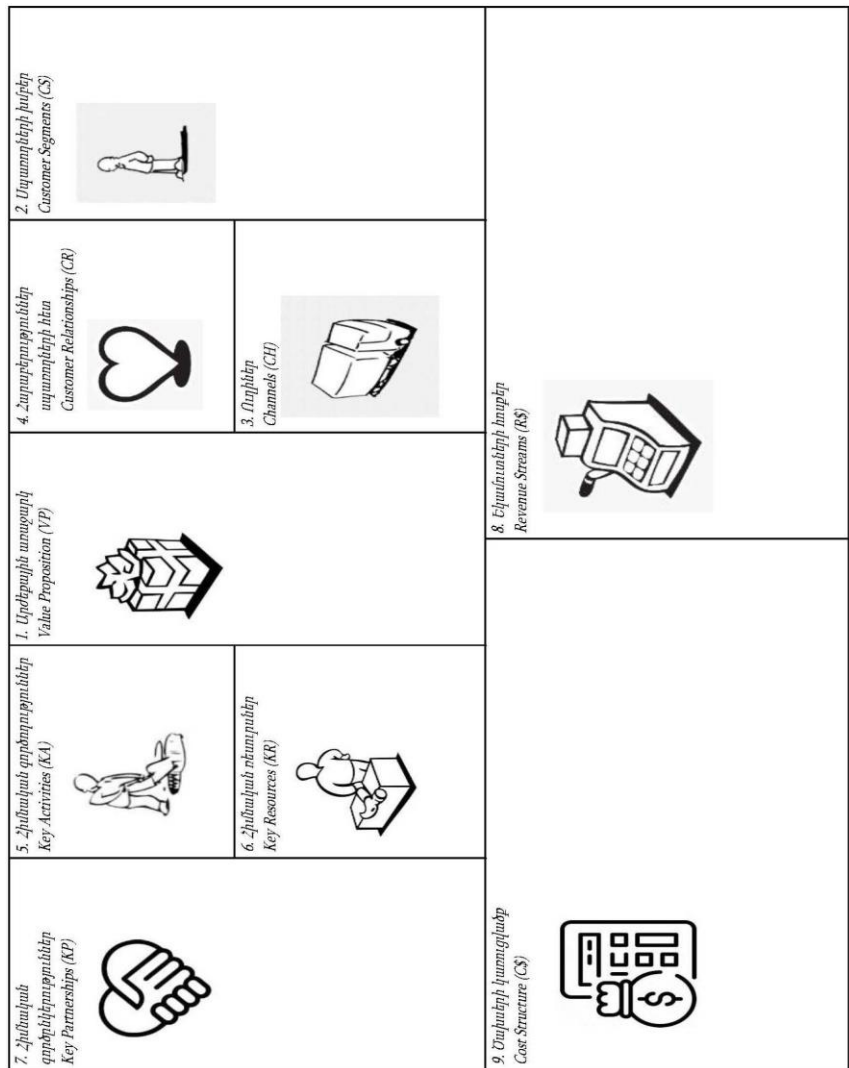 7. Հիմնական
գործընկերություններ
Key Partnerships (KP)
5. Հիմնական գործողություններ
Key Activities (KA)
6. Հիմնական ռեսուրսներ
Key Resources (KR)
1. Արժեքային առաջարկ
Value Proposition (VP)
4. Հարաբերություններ
սպառողների հետ
Customer Relationships (CR)
3. Ուղիներ
Channels (CH)
2. Սպառողների խմբեր
Customer Segments (CS)
9. Ծախսերի կառուցվածք
Cost Structure (C$)
$
8. Եկամուտների հոսքեր
Revenue Streams (R$)